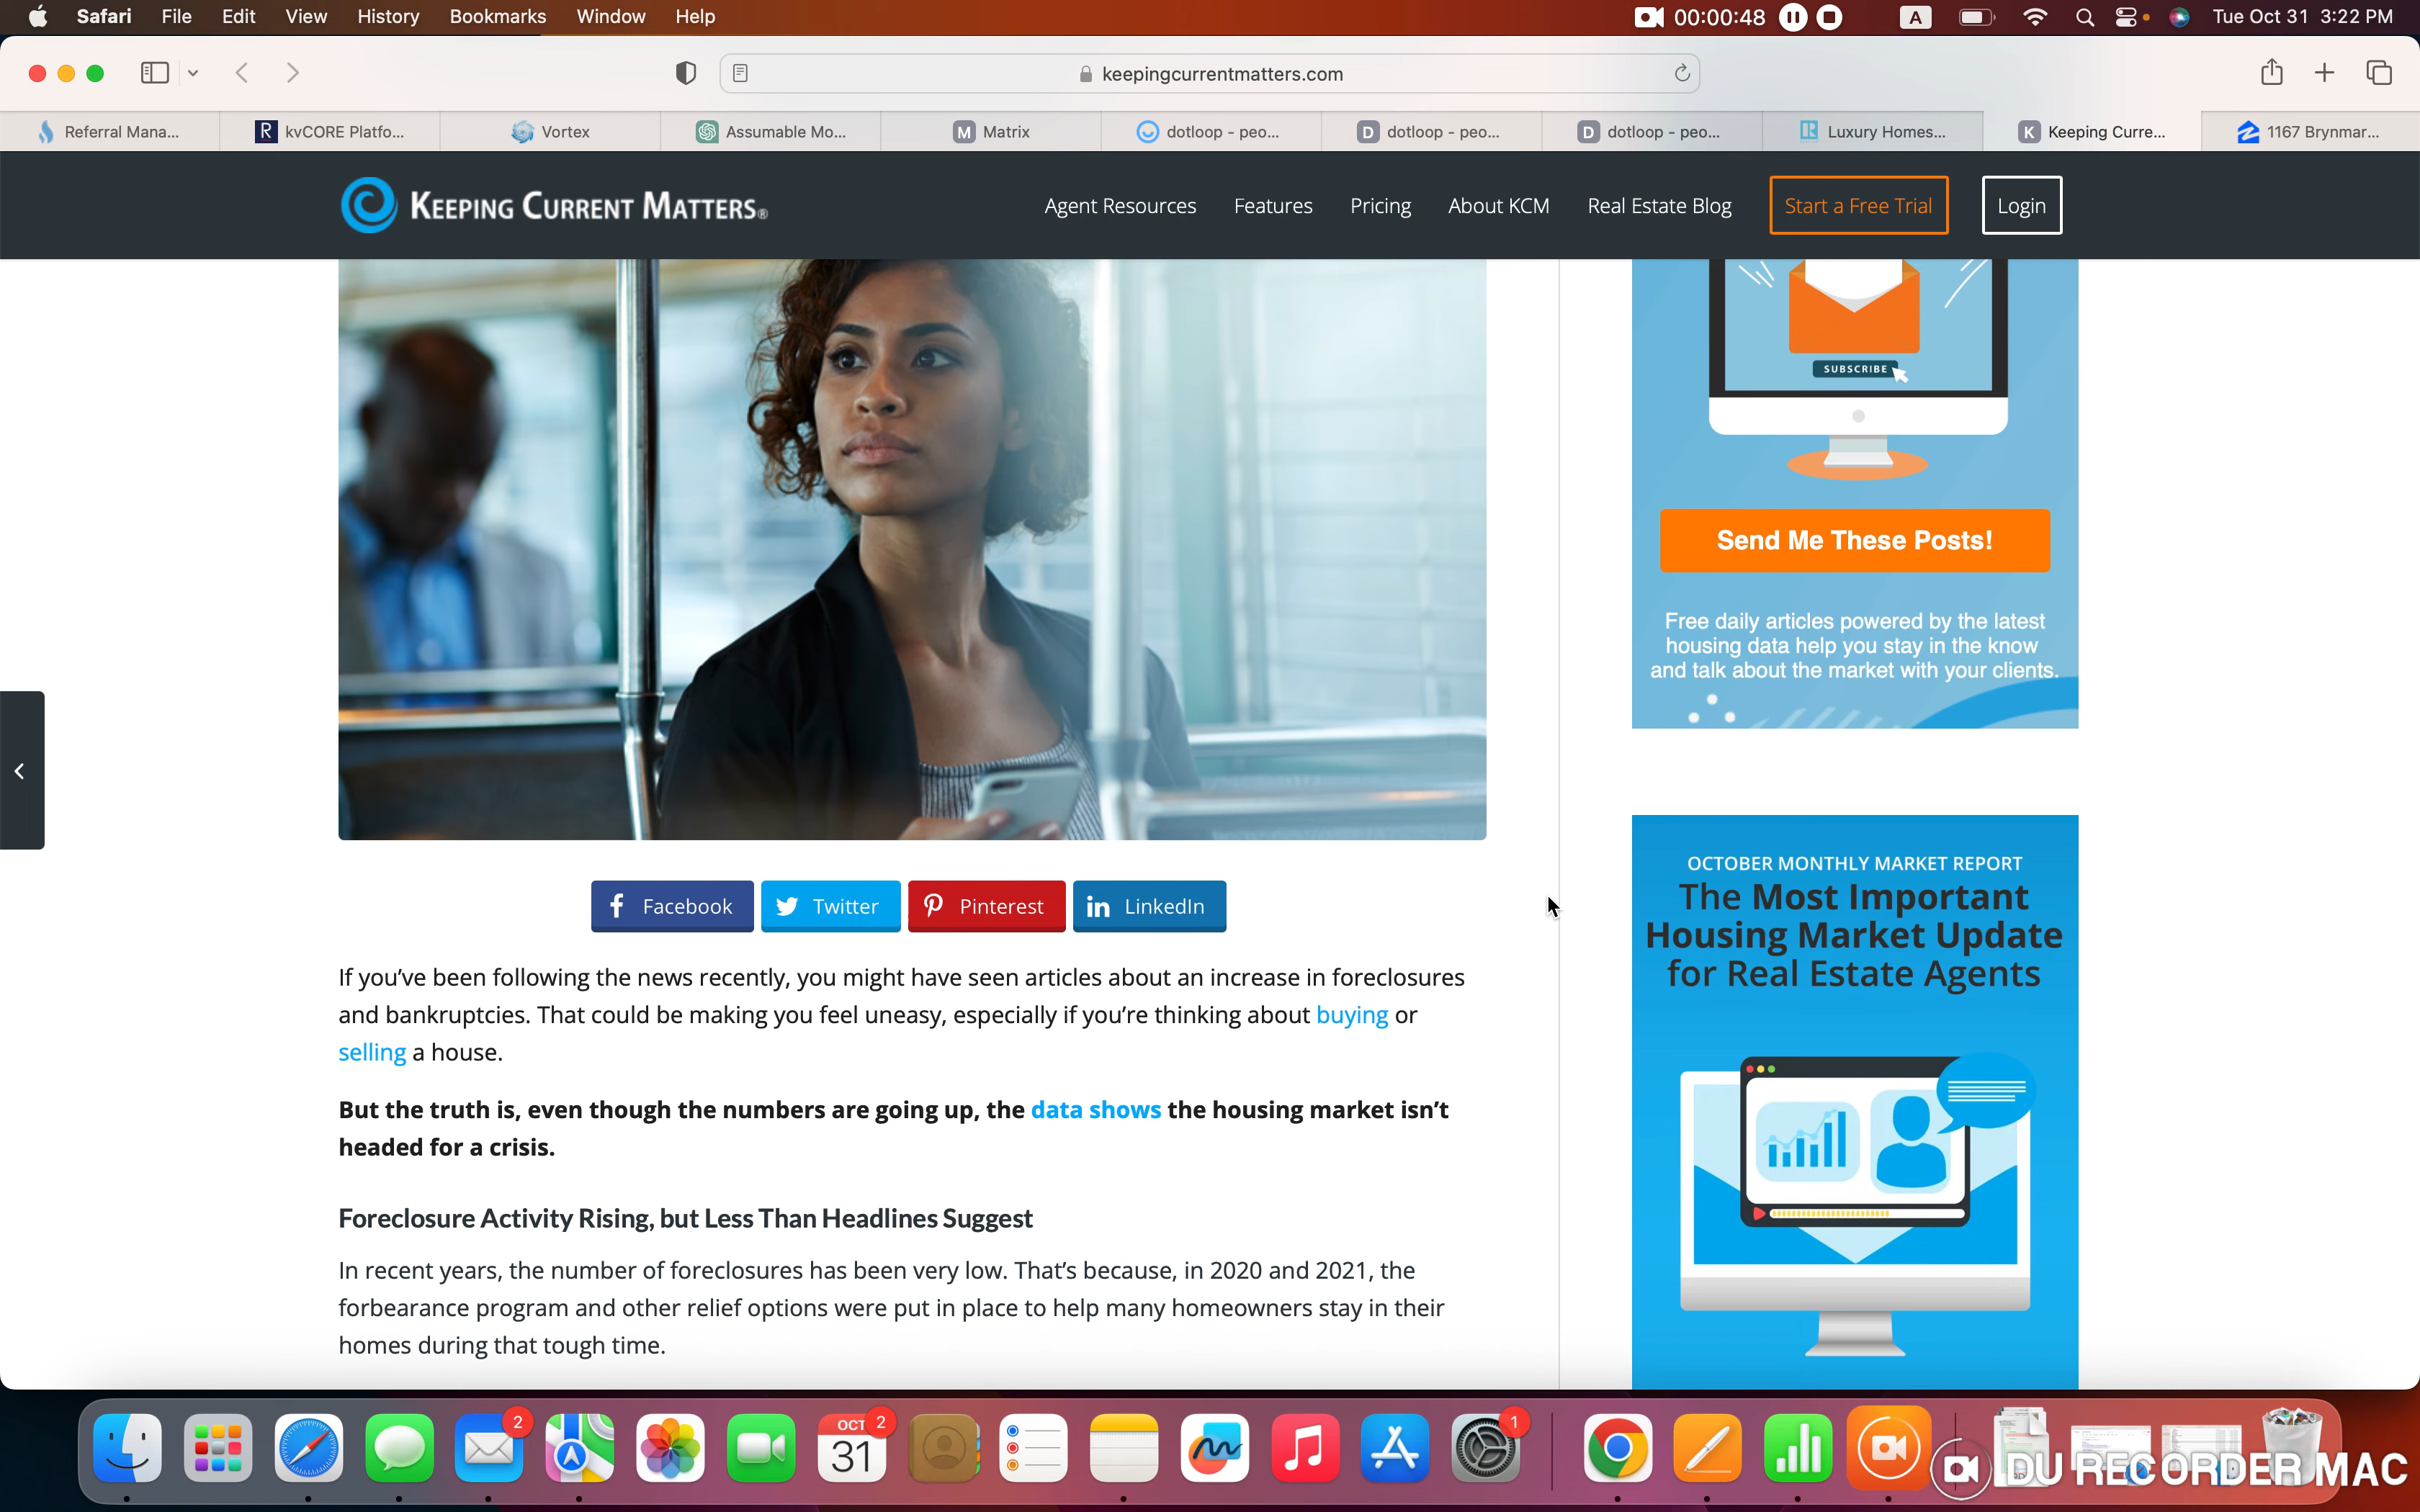 Safari File Edit View History Bookmarks Window Help 00:00:48 A Tue Oct 31 3:22 PM
keepingcurrentmatters.com
Referral Mana... R kvCORE Platfo... Vortex Assumable Mo... M Matrix dotloop - peo... D dotloop - peo... D dotloop - peo... Luxury Homes... K Keeping Curre... 1167 Brynmar...
KEEPING CURRENT MATTERS® Agent Resources Features Pricing About KCM Real Estate Blog Start a Free Trial Login
SUBSCRIBE
Send Me These Posts!
Free daily articles powered by the latest
housing data help you stay in the know
and talk about the market with your clients.
OCTOBER MONTHLY MARKET REPORT
The Most Important
Housing Market Update
for Real Estate Agents
Facebook Twitter Pinterest LinkedIn
If you’ve been following the news recently, you might have seen articles about an increase in foreclosures
and bankruptcies. That could be making you feel uneasy, especially if you’re thinking about buying or
selling a house.
But the truth is, even though the numbers are going up, the data shows the housing market isn’t
headed for a crisis.
Foreclosure Activity Rising, but Less Than Headlines Suggest
In recent years, the number of foreclosures has been very low. That’s because, in 2020 and 2021, the
forbearance program and other relief options were put in place to help many homeowners stay in their
homes during that tough time.
2 OCT 2 31 1
DU RECORDER MAC